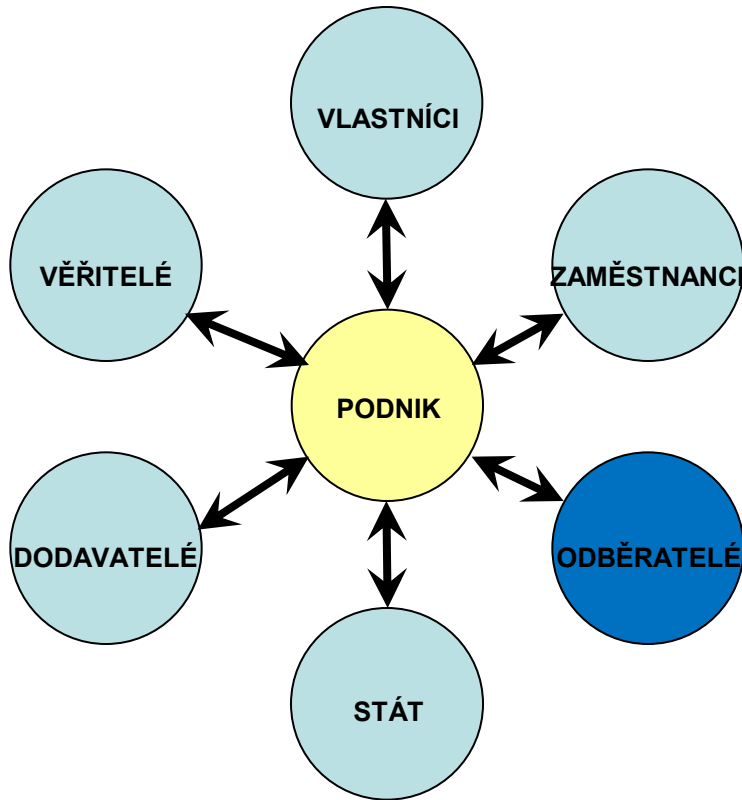 VLASTNÍCI
VĚŘITELÉ
ZAMĚSTNANCI
PODNIK
DODAVATELÉ
ODBĚRATELÉ
STÁT